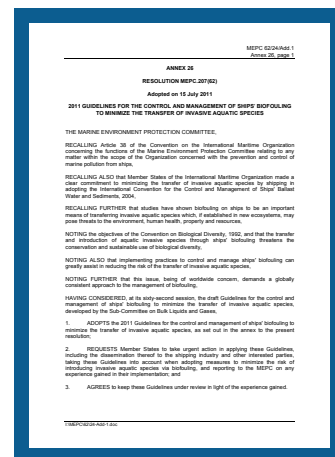 MEPC 62/24/Add.1
Annex 26, page 1
ANNEX 26
RESOLUTION MEPC.207(62)
Adopted on 15 July 2011
2011 GUIDELINES FOR THE CONTROL AND MANAGEMENT OF SHIPS' BIOFOULING
TO MINIMIZE THE TRANSFER OF INVASIVE AQUATIC SPECIES
THE MARINE ENVIRONMENT PROTECTION COMMITTEE,
RECALLING Article 38 of the Convention on the International Maritime Organization
concerning the functions of the Marine Environment Protection Committee relating to any
matter within the scope of the Organization concerned with the prevention and control of
marine pollution from ships,
RECALLING ALSO that Member States of the International Maritime Organization made a
clear commitment to minimizing the transfer of invasive aquatic species by shipping in
adopting the International Convention for the Control and Management of Ships' Ballast
Water and Sediments, 2004,
RECALLING FURTHER that studies have shown biofouling on ships to be an important
means of transferring invasive aquatic species which, if established in new ecosystems, may
pose threats to the environment, human health, property and resources,
NOTING the objectives of the Convention on Biological Diversity, 1992, and that the transfer
and introduction of aquatic invasive species through ships' biofouling threatens the
conservation and sustainable use of biological diversity,
NOTING ALSO that implementing practices to control and manage ships' biofouling can
greatly assist in reducing the risk of the transfer of invasive aquatic species,
NOTING FURTHER that this issue, being of worldwide concern, demands a globally
consistent approach to the management of biofouling,
HAVING CONSIDERED, at its sixty-second session, the draft Guidelines for the control and
management of ships' biofouling to minimize the transfer of invasive aquatic species,
developed by the Sub-Committee on Bulk Liquids and Gases,
1. ADOPTS the 2011 Guidelines for the control and management of ships' biofouling to
minimize the transfer of invasive aquatic species, as set out in the annex to the present
resolution;
2. REQUESTS Member States to take urgent action in applying these Guidelines,
including the dissemination thereof to the shipping industry and other interested parties,
taking these Guidelines into account when adopting measures to minimize the risk of
introducing invasive aquatic species via biofouling, and reporting to the MEPC on any
experience gained in their implementation; and
3. AGREES to keep these Guidelines under review in light of the experience gained.
I:\MEPC\62\24-Add-1.doc